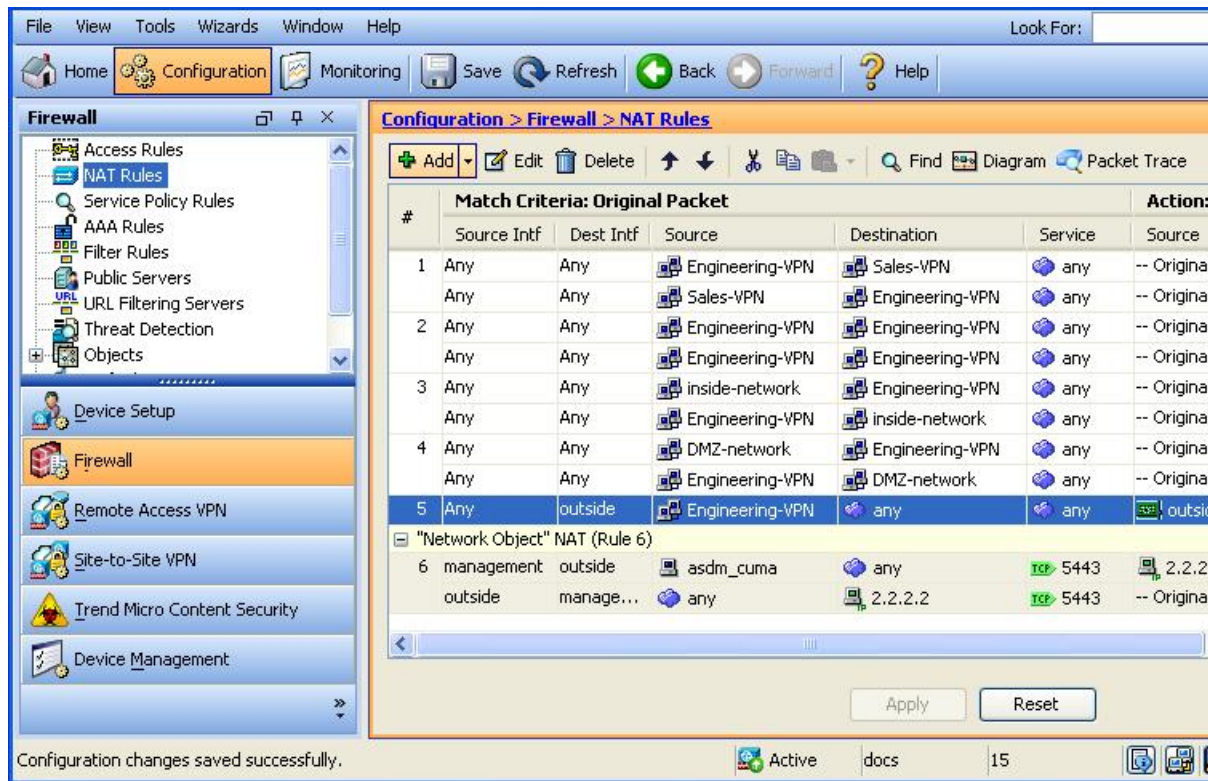 File View Tools Wizards Window Help Look For:
Home Configuration Monitoring Save Refresh Back Forward Help
Firewall
Access Rules
NAT Rules
Service Policy Rules
AAA Rules
Filter Rules
Public Servers
URL URL Filtering Servers
Threat Detection
Objects
Device Setup
Firewall
Remote Access VPN
Site-to-Site VPN
Trend Micro Content Security
Device Management
Configuration > Firewall > NAT Rules
Add Edit Delete Find Diagram Packet Trace
# Match Criteria: Original Packet Action:
Source Intf Dest Intf Source Destination Service Source
1 Any Any Engineering-VPN Sales-VPN any -- Origina
Any Any Sales-VPN Engineering-VPN any -- Origina
2 Any Any Engineering-VPN Engineering-VPN any -- Origina
Any Any Engineering-VPN Engineering-VPN any -- Origina
3 Any Any inside-network Engineering-VPN any -- Origina
Any Any Engineering-VPN inside-network any -- Origina
4 Any Any DMZ-network Engineering-VPN any -- Origina
Any Any Engineering-VPN DMZ-network any -- Origina
5 Any outside Engineering-VPN any any outsid
"Network Object" NAT (Rule 6)
6 management outside asdm_cuma any TCP 5443 2.2.2
outside manage... any 2.2.2.2 TCP 5443 -- Origina
Apply Reset
Configuration changes saved successfully. Active docs 15